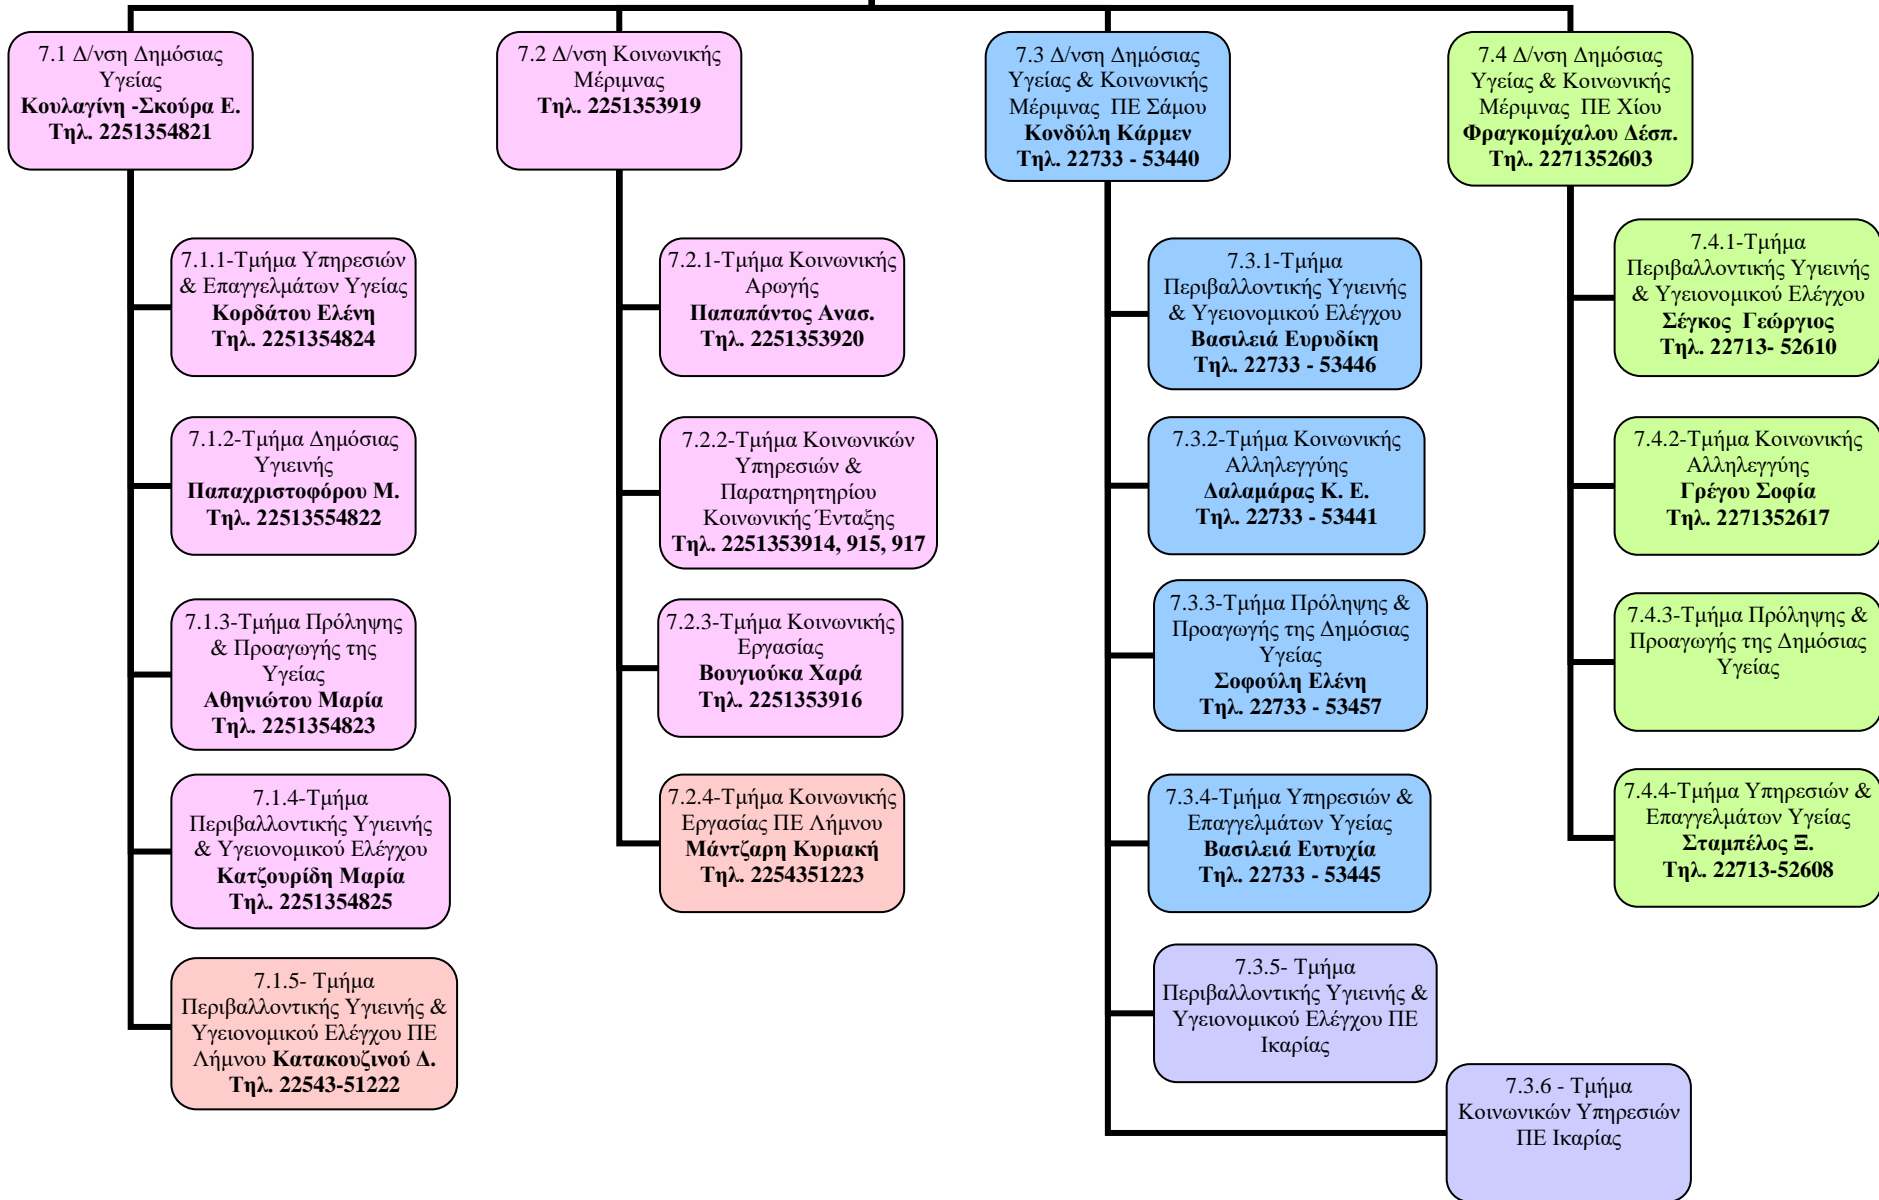 7.1 Δ/νση Δημόσιας
Υγείας
Κουλαγίνη -Σκούρα Ε.
Τηλ. 2251354821
7.2 Δ/νση Κοινωνικής
Μέριμνας
Τηλ. 2251353919
7.3 Δ/νση Δημόσιας
Υγείας & Κοινωνικής
Μέριμνας  ΠΕ Σάμου
Κονδύλη Κάρμεν
Τηλ. 22733 - 53440
7.4 Δ/νση Δημόσιας
Υγείας & Κοινωνικής
Μέριμνας  ΠΕ Χίου
Φραγκομίχαλου Δέσπ.
Τηλ. 2271352603
7.1.1-Τμήμα Υπηρεσιών
& Επαγγελμάτων Υγείας
Κορδάτου Ελένη
Τηλ. 2251354824
7.1.2-Τμήμα Δημόσιας
Υγιεινής
Παπαχριστοφόρου Μ.
Τηλ. 22513554822
7.1.3-Τμήμα Πρόληψης
& Προαγωγής της
Υγείας
Αθηνιώτου Μαρία
Τηλ. 2251354823
7.1.4-Τμήμα
Περιβαλλοντικής Υγιεινής
& Υγειονομικού Ελέγχου
Κατζουρίδη Μαρία
Τηλ. 2251354825
7.1.5- Τμήμα
Περιβαλλοντικής Υγιεινής &
Υγειονομικού Ελέγχου ΠΕ
Λήμνου Κατακουζινού Δ.
Τηλ. 22543-51222
7.2.1-Τμήμα Κοινωνικής
Αρωγής
Παπαπάντος Ανασ.
Τηλ. 2251353920
7.2.2-Τμήμα Κοινωνικών
Υπηρεσιών &
Παρατηρητηρίου
Κοινωνικής Ένταξης
Τηλ. 2251353914, 915, 917
7.2.3-Τμήμα Κοινωνικής
Εργασίας
Βουγιούκα Χαρά
Τηλ. 2251353916
7.2.4-Τμήμα Κοινωνικής
Εργασίας ΠΕ Λήμνου
Μάντζαρη Κυριακή
Τηλ. 2254351223
7.3.1-Τμήμα
Περιβαλλοντικής Υγιεινής
& Υγειονομικού Ελέγχου
Βασιλειά Ευρυδίκη
Τηλ. 22733 - 53446
7.3.2-Τμήμα Κοινωνικής
Αλληλεγγύης
Δαλαμάρας Κ. Ε.
Τηλ. 22733 - 53441
7.3.3-Τμήμα Πρόληψης &
Προαγωγής της Δημόσιας
Υγείας
Σοφούλη Ελένη
Τηλ. 22733 - 53457
7.3.4-Τμήμα Υπηρεσιών &
Επαγγελμάτων Υγείας
Βασιλειά Ευτυχία
Τηλ. 22733 - 53445
7.3.5- Τμήμα
Περιβαλλοντικής Υγιεινής &
Υγειονομικού Ελέγχου ΠΕ
Ικαρίας
7.3.6 - Τμήμα
Κοινωνικών Υπηρεσιών
ΠΕ Ικαρίας
7.4.1-Τμήμα
Περιβαλλοντικής Υγιεινής
& Υγειονομικού Ελέγχου
Σέγκος  Γεώργιος
Τηλ. 22713- 52610
7.4.2-Τμήμα Κοινωνικής
Αλληλεγγύης
Γρέγου Σοφία
Τηλ. 2271352617
7.4.3-Τμήμα Πρόληψης &
Προαγωγής της Δημόσιας
Υγείας
7.4.4-Τμήμα Υπηρεσιών &
Επαγγελμάτων Υγείας
Σταμπέλος Ξ.
Τηλ. 22713-52608